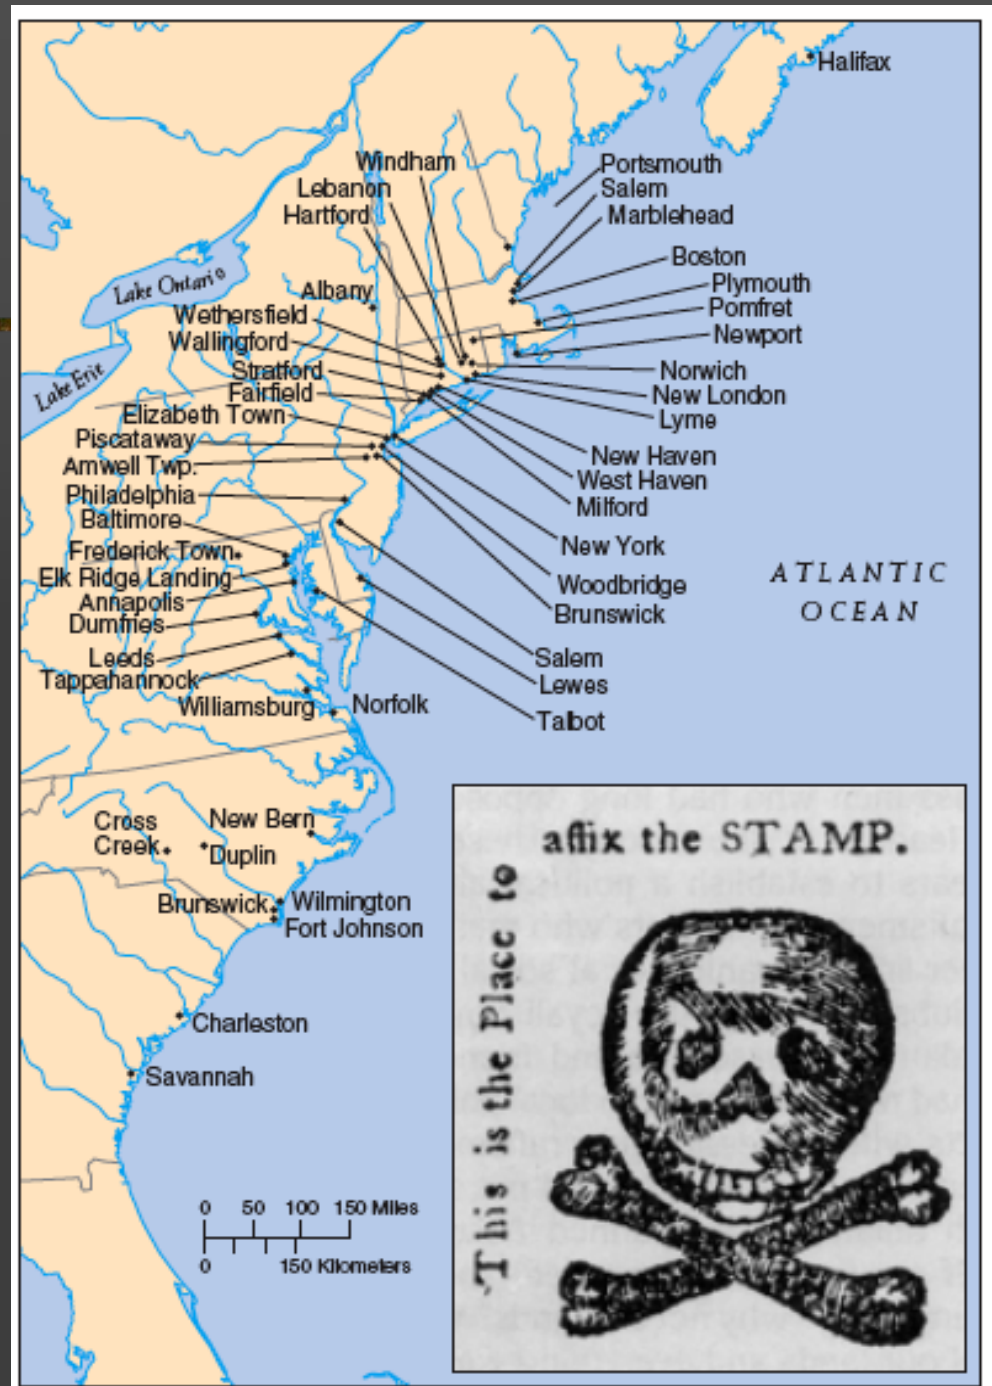 Halifax
Windham
Lebanon
Hartford
Portsmouth
Salem
Marblehead
Boston
Plymouth
Pomfret
Newport
Lake Ontario
Albany
Wethersfield
Wallingford
Stratford
Fairfield
Elizabeth Town
Piscataway
Amwell Twp.
Philadelphia
Baltimore
Frederick Town
Elk Ridge Landing
Annapolis
Dumfries
Leeds
Tappahannock
Williamsburg
Norfolk
Lake Erie
Norwich
New London
Lyme
New Haven
West Haven
Milford
New York
Woodbridge
Brunswick
ATLANTIC
OCEAN
Salem
Lewes
Talbot
Cross
Creek
New Bern
Duplin
Brunswick
Wilmington
Fort Johnson
Charleston
Savannah
0 50 100 150 Miles
0 150 Kilometers
This is the Place to
affix the STAMP.